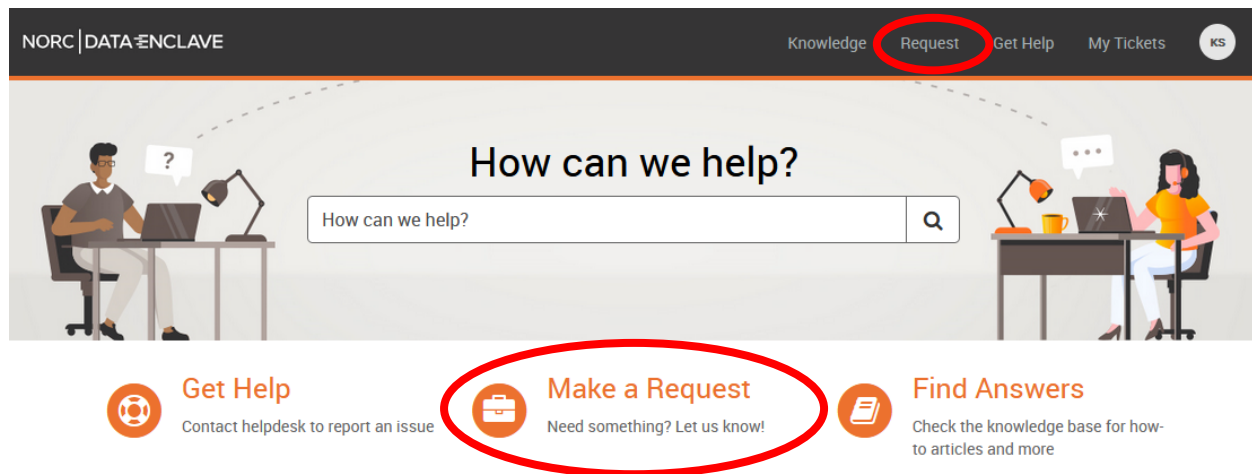 NORC | DATA ENCLAVE
Knowledge Request Get Help My Tickets KS
?
...
How can we help?
How can we help?
Get Help
Contact helpdesk to report an issue
Make a Request
Need something? Let us know!
Find Answers
Check the knowledge base for how-
to articles and more